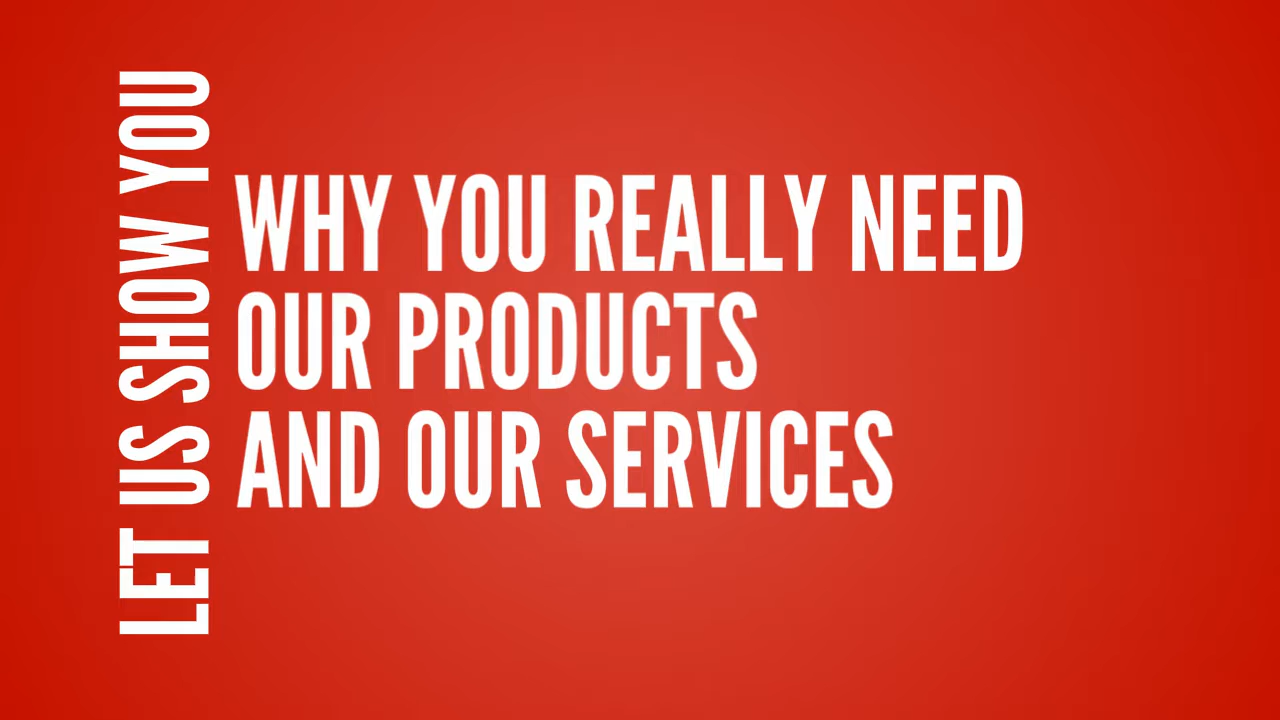 LET US SHOW YOU
WHY YOU REALLY NEED
OUR PRODUCTS
AND OUR SERVICES